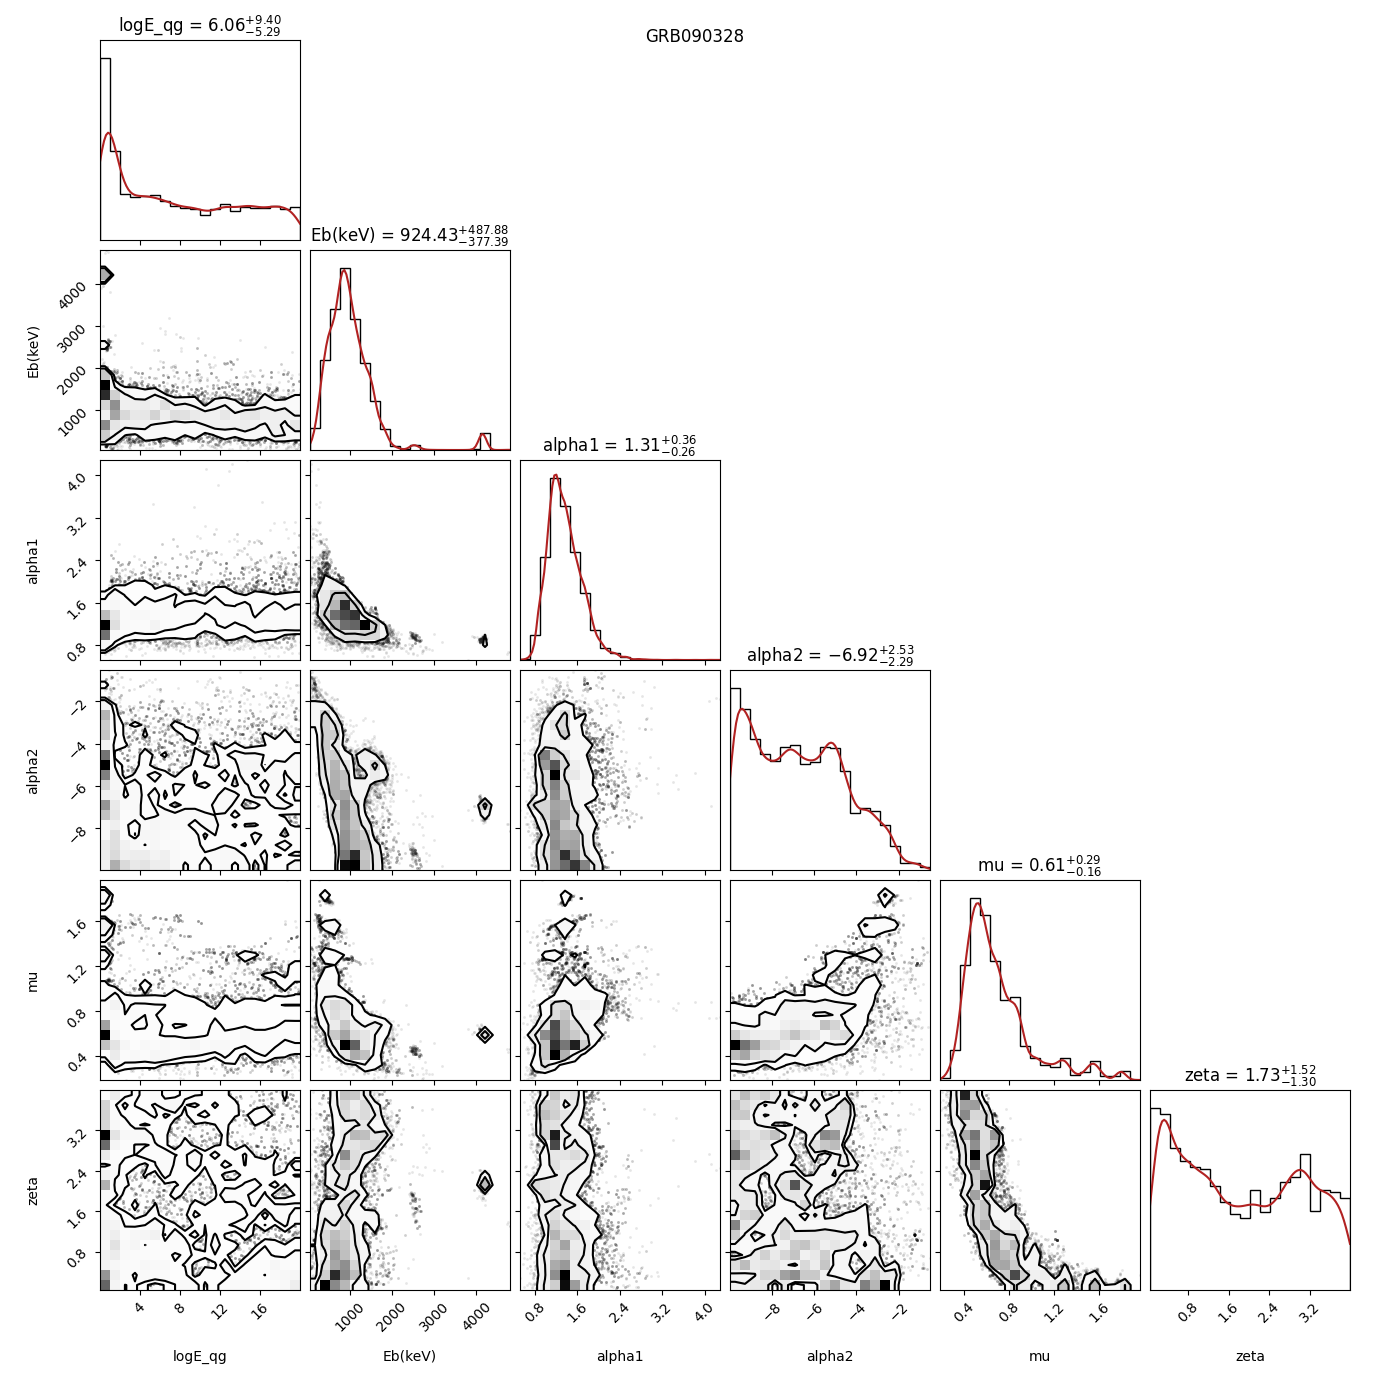 GRB090328
logE_qg = 6.06+9.40−5.29
Eb(keV) = 924.43+487.88−377.39
4000
3000
2000
1000
Eb(keV)
alpha1 = 1.31+0.36−0.26
4.0
3.2
2.4
1.6
0.8
alpha1
alpha2 = −6.92+2.53−2.29
−2
−4
−6
−8
alpha2
mu = 0.61+0.29−0.16
1.6
1.2
0.8
0.4
mu
zeta = 1.73+1.52−1.30
3.2
2.4
1.6
0.8
zeta
4 8 12 16
1000 2000 3000 4000
0.8 1.6 2.4 3.2 4.0
−8 −6 −4 −2
0.4 0.8 1.2 1.6
0.8 1.6 2.4 3.2
logE_qg Eb(keV) alpha1 alpha2 mu zeta